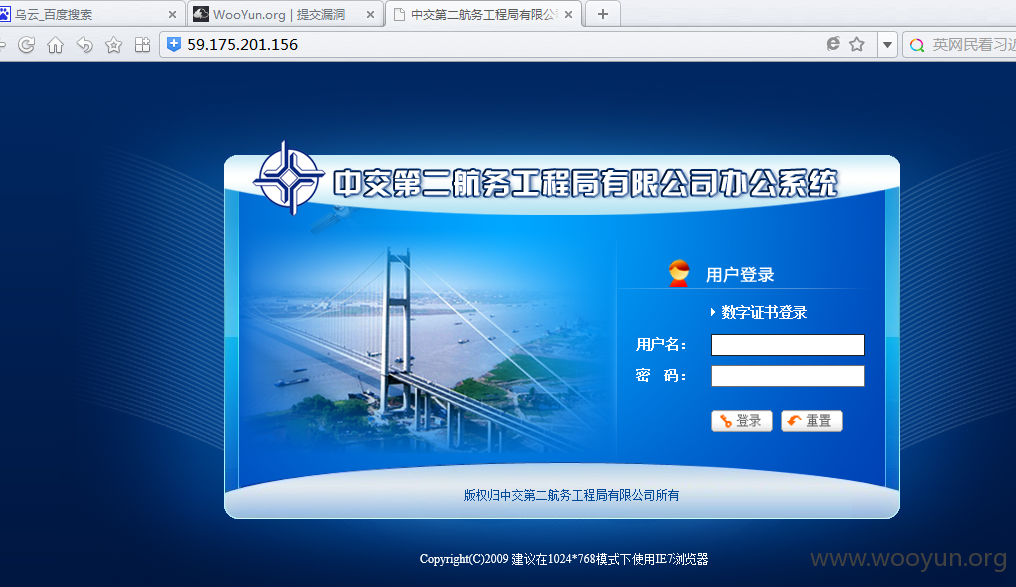 乌云_百度搜索
WooYun.org | 提交漏洞
中交第二航务工程局有限公
59.175.201.156
英网民看习近
中交第二航务工程局有限公司办公系统
用户登录
数字证书登录
用户名：
密 码：
登录 重置
版权归中交第二航务工程局有限公司所有
Copyright(C)2009 建议在1024*768模式下使用IE7浏览器
www.wooyun.org